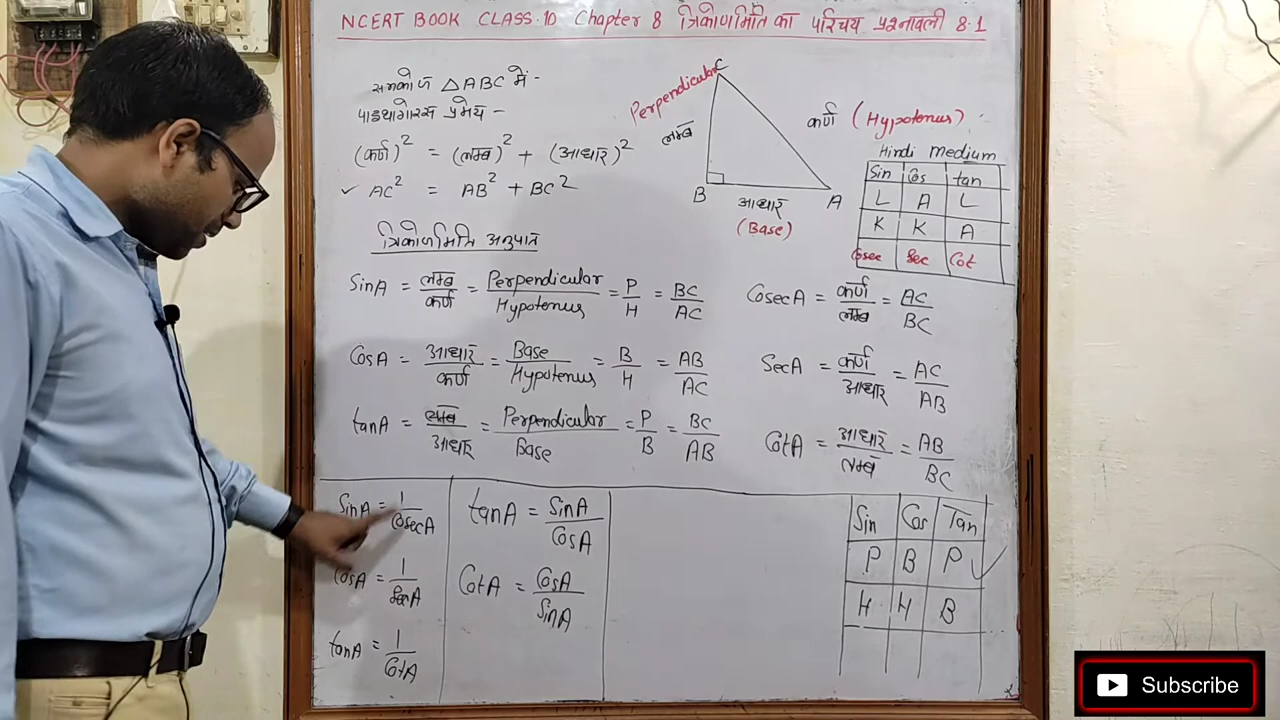 NCERT BOOK CLASS-10 Chapter 8 त्रिकोणमिति का परिचय प्रश्नावली 8.1
समकोण △ABC में -
पाइथागोरस प्रमेय -
(कर्ण)² = (लम्ब)² + (आधार)²
✓ AC² = AB² + BC²
C
Perpendicular
लम्ब
कर्ण (Hypotenus)
B
A
आधार
(Base)
Hindi medium
Sin Cos tan
L A L
K K A
Cosec Sec Cot
त्रिकोणमिति अनुपात
SinA = लम्ब/कर्ण = Perpendicular/Hypotenus = P/H = BC/AC
CosecA = कर्ण/लम्ब = AC/BC
CosA = आधार/कर्ण = Base/Hypotenus = B/H = AB/AC
SecA = कर्ण/आधार = AC/AB
tanA = लम्ब/आधार = Perpendicular/Base = P/B = BC/AB
CotA = आधार/लम्ब = AB/BC
SinA = 1/CosecA
CosA = 1/SecA
tanA = 1/CotA
tanA = SinA/CosA
CotA = CosA/SinA
Sin Cos Tan
P B P ✓
H H B
Subscribe